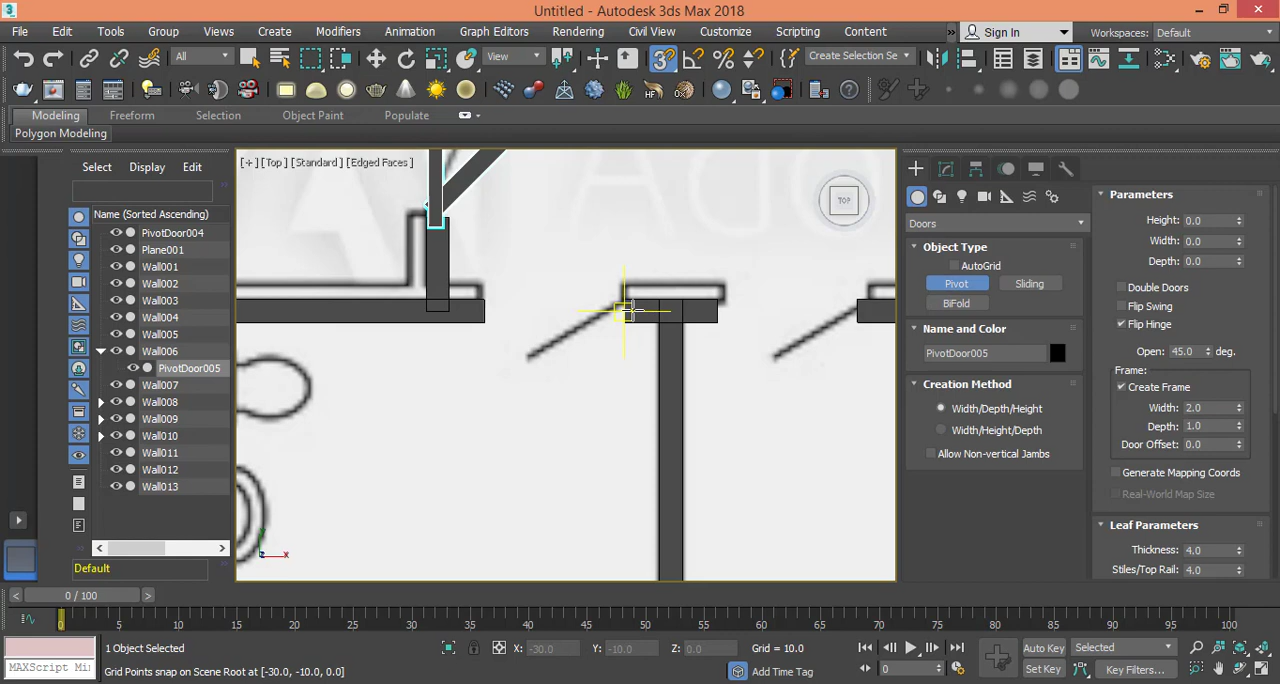 Untitled - Autodesk 3ds Max 2018
File Edit Tools Group Views Create Modifiers Animation Graph Editors Rendering Civil View Customize Scripting Content » Sign In Workspaces: Default
All View 3 Create Selection Se
Modeling Freeform Selection Object Paint Populate
Polygon Modeling
Select Display Edit
Name (Sorted Ascending)
PivotDoor004
Plane001
Wall001
Wall002
Wall003
Wall004
Wall005
Wall006
PivotDoor005
Wall007
Wall008
Wall009
Wall010
Wall011
Wall012
Wall013
Default
[+] [Top] [Standard] [Edged Faces]
TOP
x
Doors
Object Type
AutoGrid
Pivot Sliding
BiFold
Name and Color
PivotDoor005
Creation Method
Width/Depth/Height
Width/Height/Depth
Allow Non-vertical Jambs
Parameters
Height: 0.0
Width: 0.0
Depth: 0.0
Double Doors
Flip Swing
Flip Hinge
Open: 45.0 deg.
Frame:
Create Frame
Width: 2.0
Depth: 1.0
Door Offset: 0.0
Generate Mapping Coords
Real-World Map Size
Leaf Parameters
Thickness: 4.0
Stiles/Top Rail: 4.0
< 0 / 100 >
0 5 10 15 20 25 30 35 40 45 50 55 60 65 70 75 80 85 90 95 100
MAXScript Mi:
1 Object Selected
Grid Points snap on Scene Root at [-30.0, -10.0, 0.0]
X: -30.0 Y: -10.0 Z: 0.0 Grid = 10.0
Add Time Tag
0
Auto Key Selected
Set Key Key Filters...